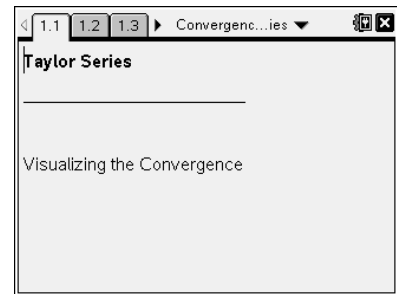 1.1 1.2 1.3 Convergenc...ies
Taylor Series
Visualizing the Convergence